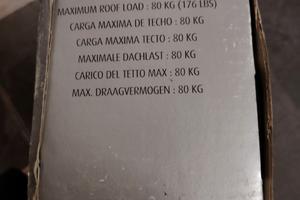 MAXIMUM ROOF LOAD : 80 KG (176 LBS)
CARGA MAXIMA DE TECHO : 80 KG
CARGA MAXIMA TECTO : 80 KG
MAXIMALE DACHLAST : 80 KG
CARICO DEL TETTO MAX : 80 KG
MAX. DRAAGVERMOGEN : 80 KG